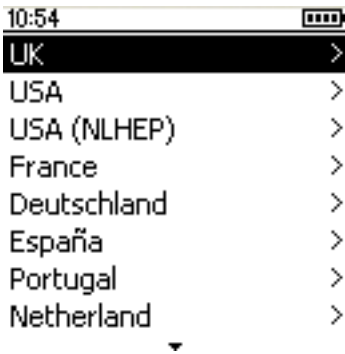 10:54
UK >
USA >
USA (NLHEP) >
France >
Deutschland >
España >
Portugal >
Netherland >